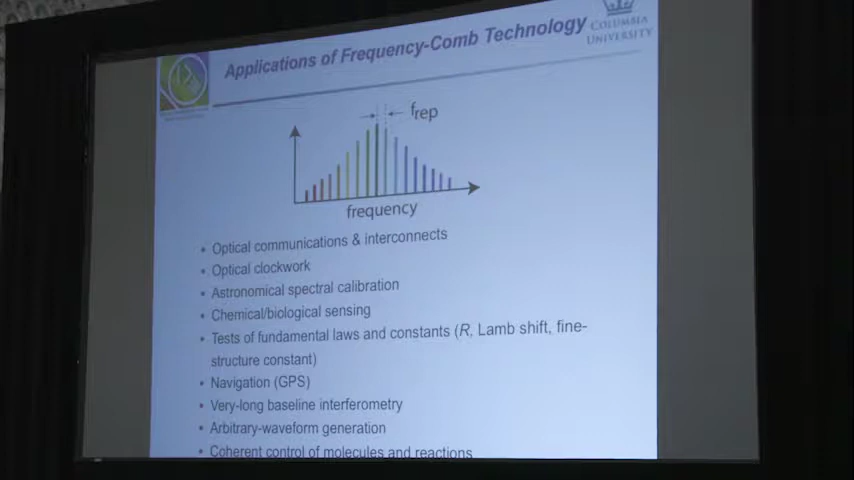 Applications of Frequency-Comb Technology
COLUMBIA
UNIVERSITY
frep
frequency
• Optical communications & interconnects
• Optical clockwork
• Astronomical spectral calibration
• Chemical/biological sensing
• Tests of fundamental laws and constants (R, Lamb shift, fine-
structure constant)
• Navigation (GPS)
• Very-long baseline interferometry
• Arbitrary-waveform generation
• Coherent control of molecules and reactions